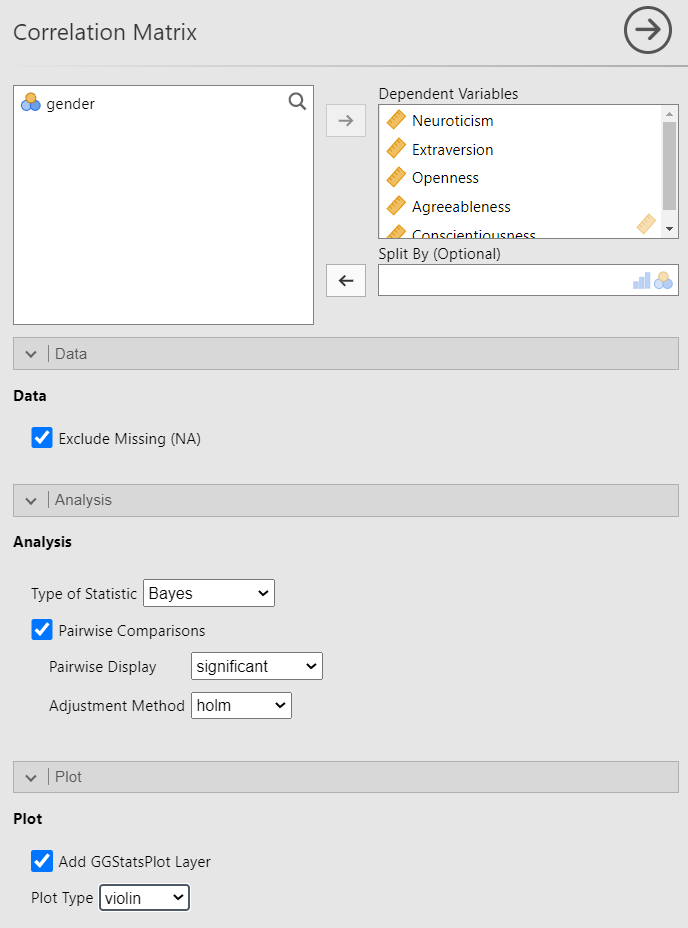 Correlation Matrix
gender
Dependent Variables
Neuroticism
Extraversion
Openness
Agreeableness
Conscientiousness
Split By (Optional)
Data
Data
Exclude Missing (NA)
Analysis
Analysis
Type of Statistic Bayes
Pairwise Comparisons
Pairwise Display significant
Adjustment Method holm
Plot
Plot
Add GGStatsPlot Layer
Plot Type violin